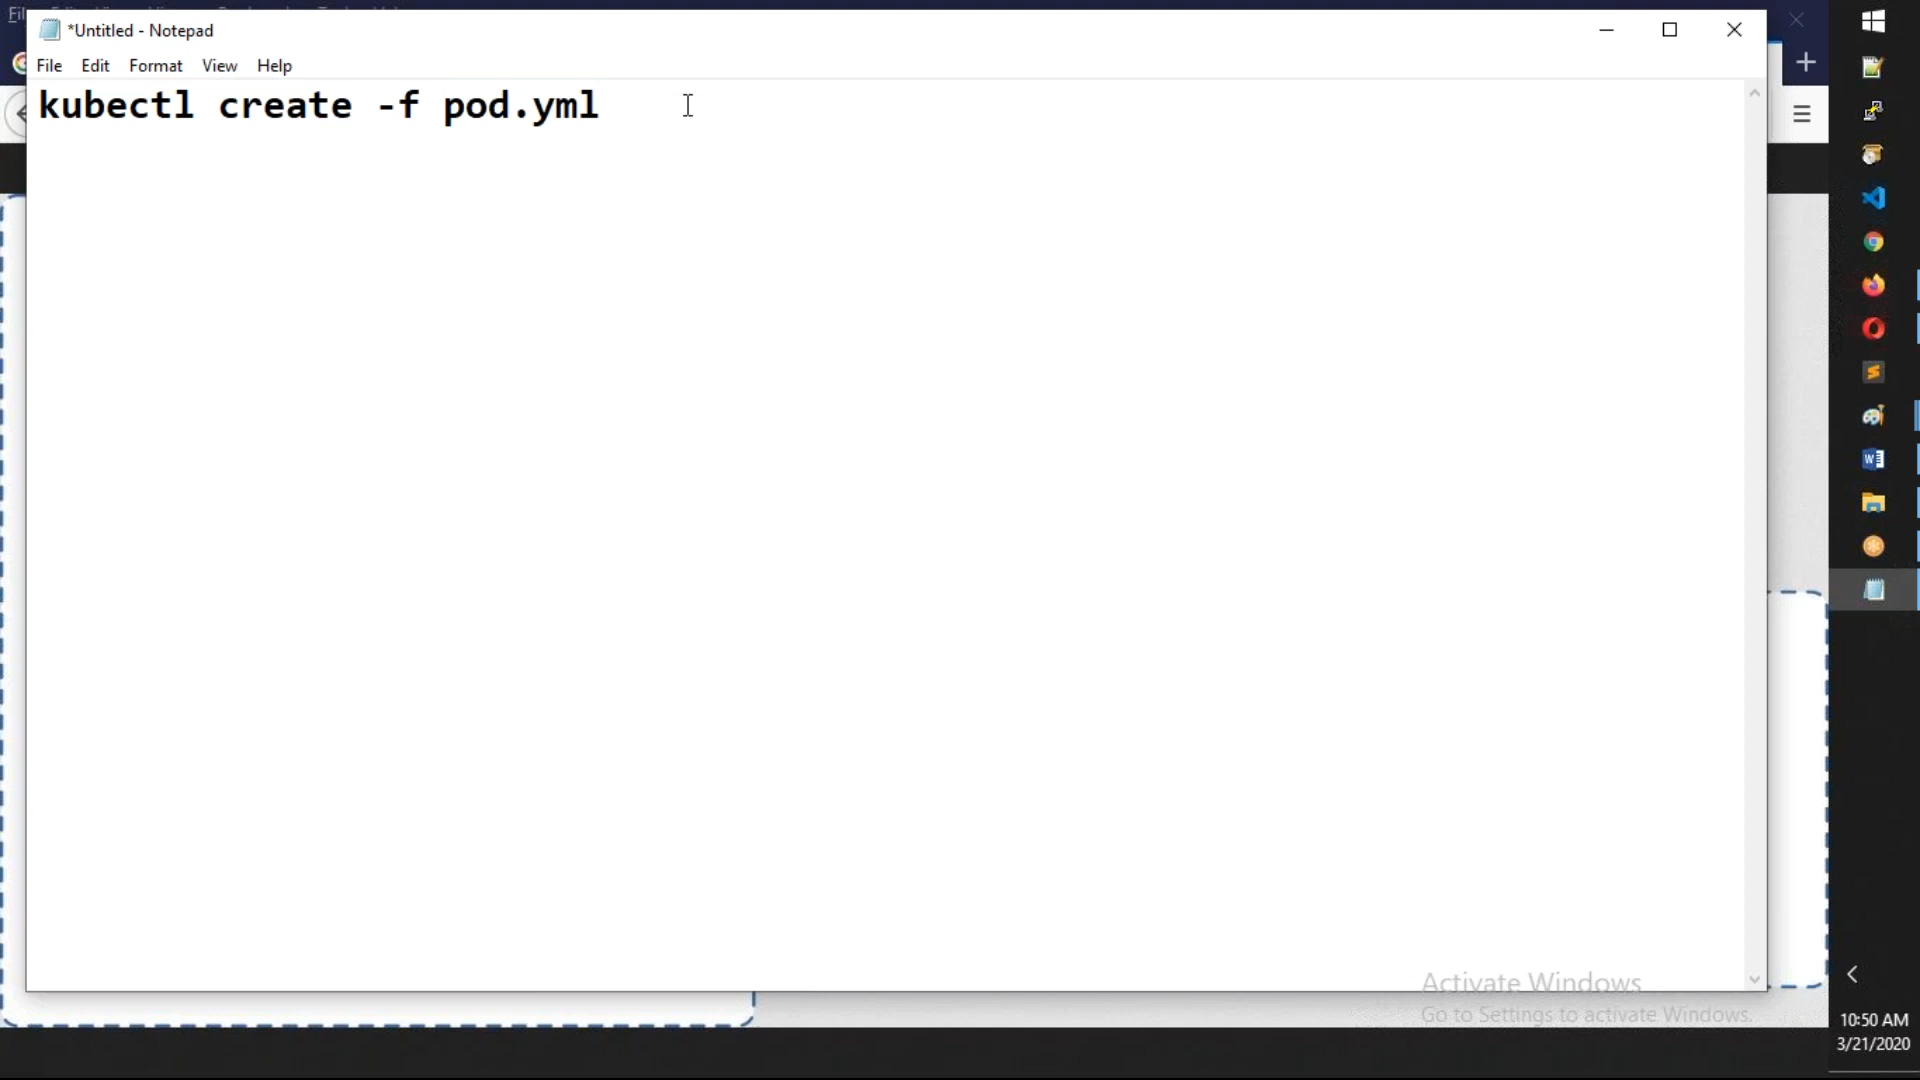 *Untitled - Notepad
File Edit Format View Help
kubectl create -f pod.yml
Activate Windows
Go to Settings to activate Windows.
10:50 AM
3/21/2020